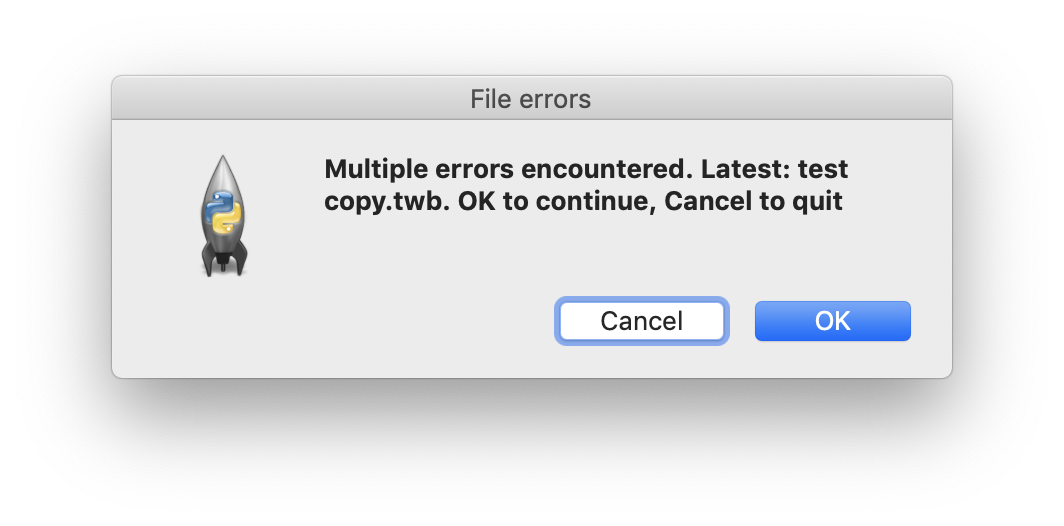 File errors
Multiple errors encountered. Latest: test
copy.twb. OK to continue, Cancel to quit
Cancel
OK